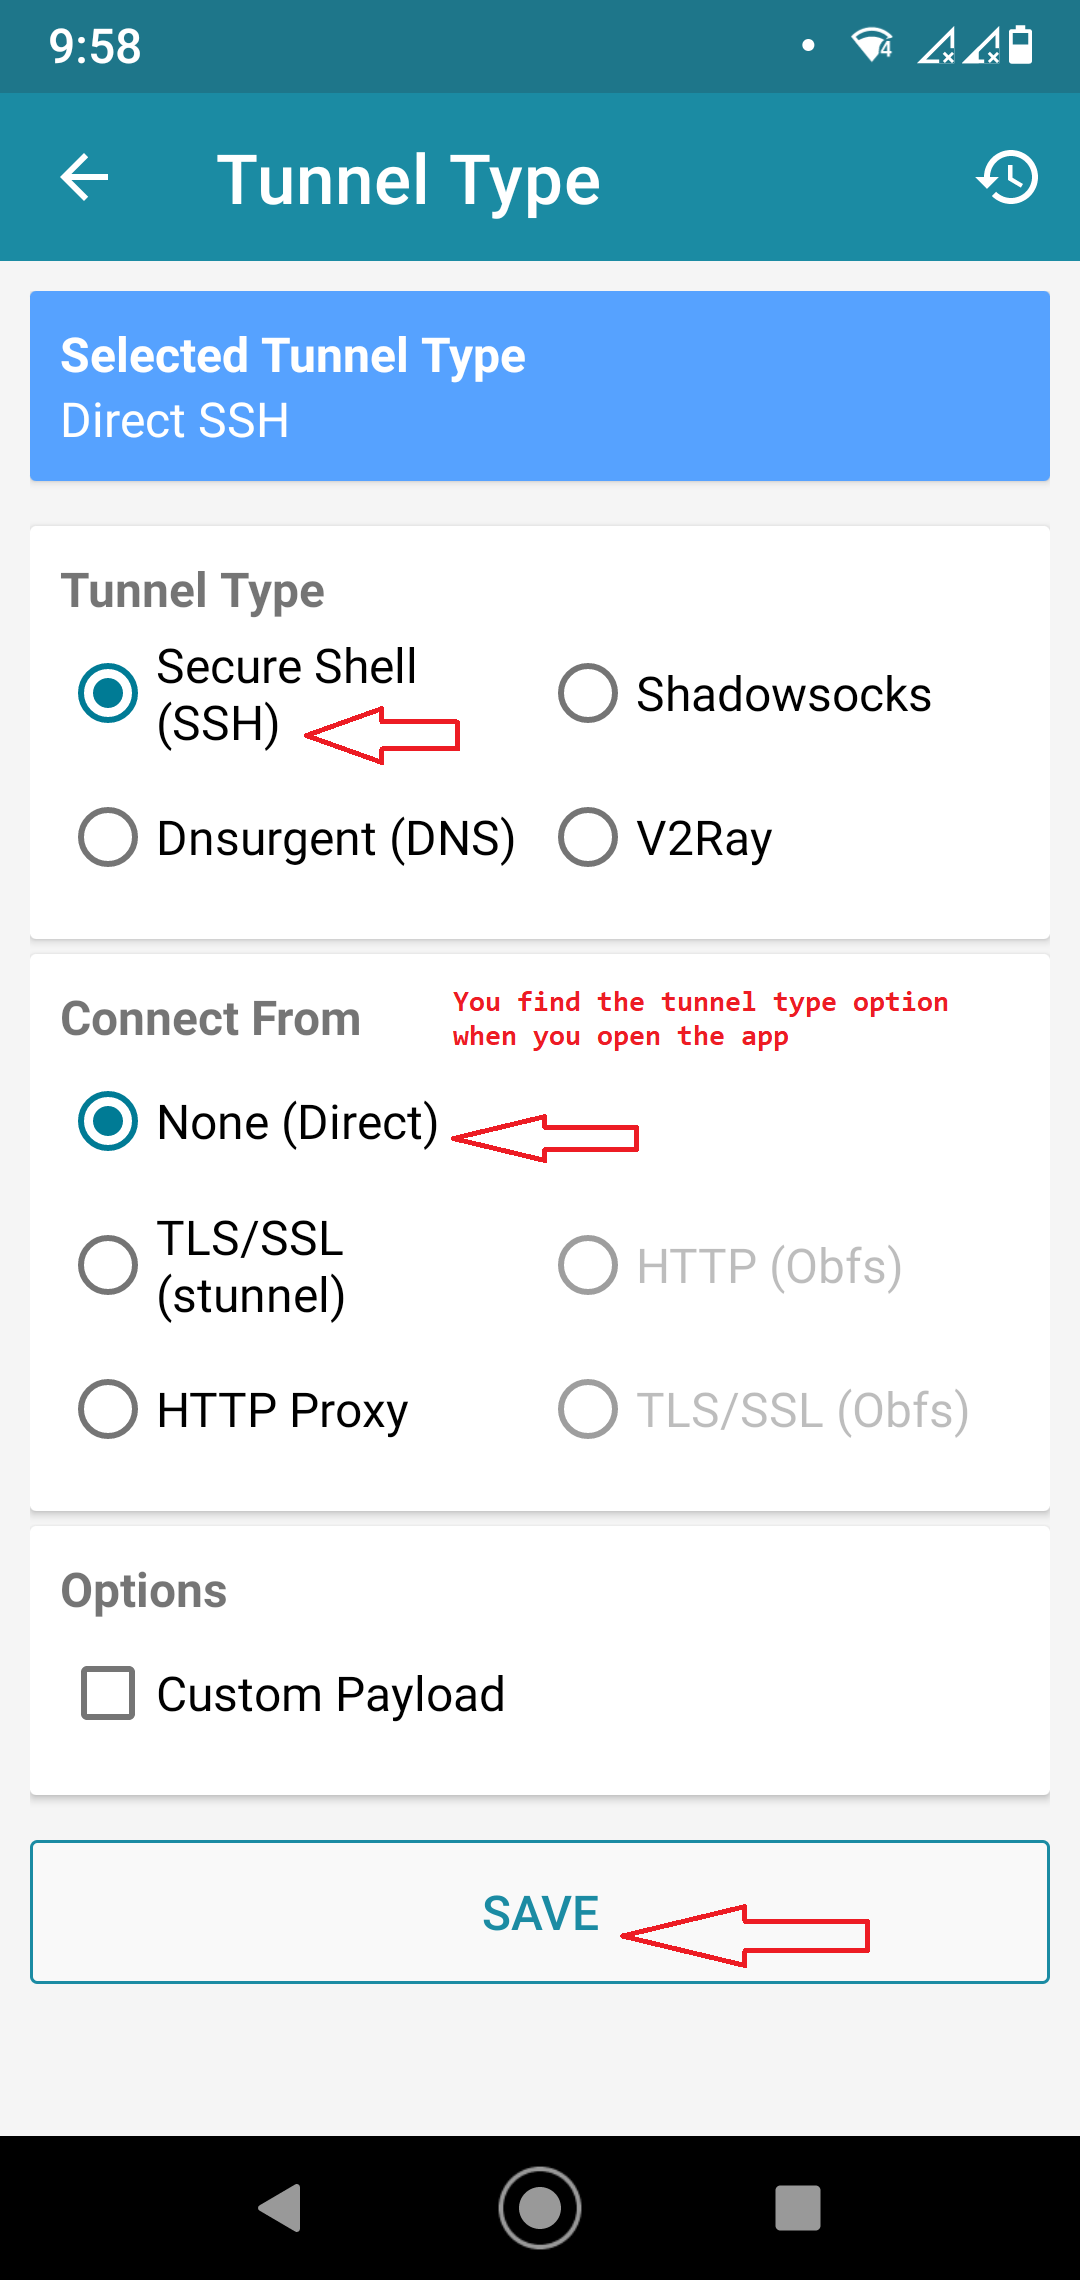 9:58
4
Tunnel Type
Selected Tunnel Type
Direct SSH
Tunnel Type
Secure Shell
(SSH)
Shadowsocks
Dnsurgent (DNS)
V2Ray
Connect From
You find the tunnel type option
when you open the app
None (Direct)
TLS/SSL
(stunnel)
HTTP (Obfs)
HTTP Proxy
TLS/SSL (Obfs)
Options
Custom Payload
SAVE